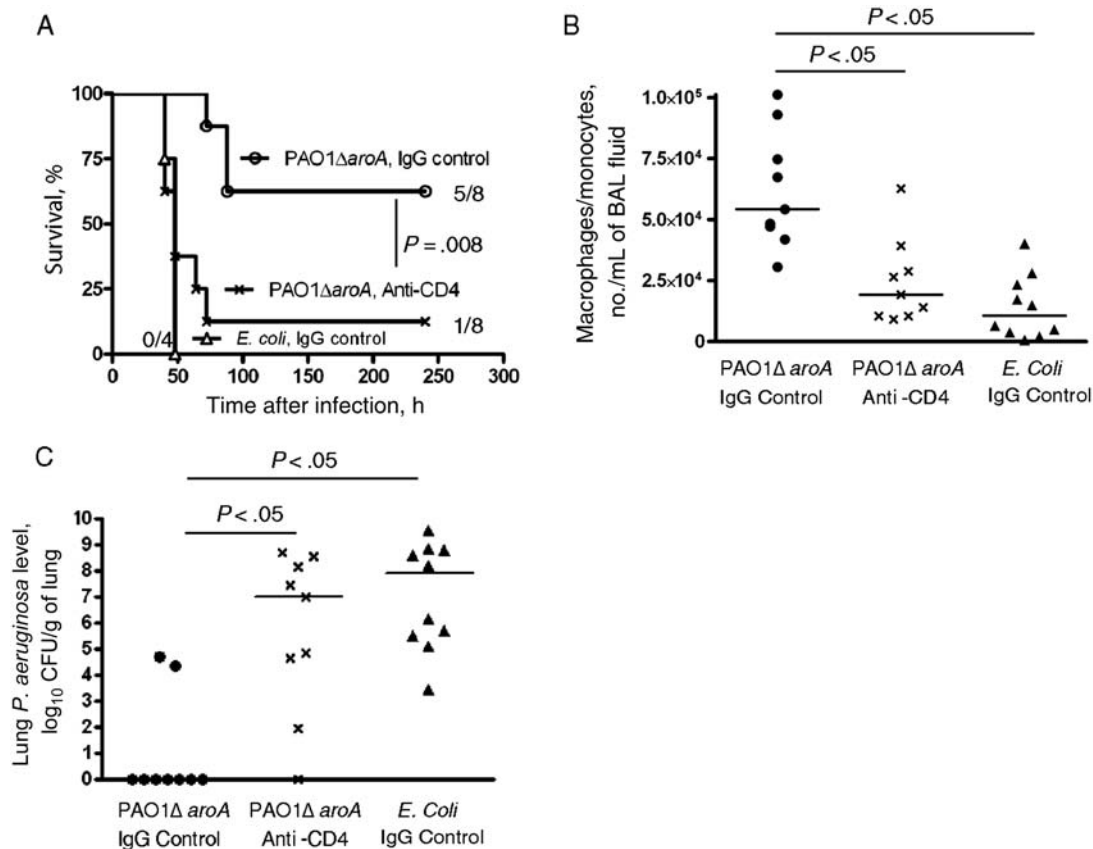 A
Survival, %
100
75
50
25
0
PAO1ΔaroA, IgG control
5/8
P = .008
PAO1ΔaroA, Anti-CD4
1/8
0/4
E. coli, IgG control
0 50 100 150 200 250 300
Time after infection, h
B
P < .05
P < .05
Macrophages/monocytes,
no./mL of BAL fluid
1.0×10⁵
7.5×10⁴
5.0×10⁴
2.5×10⁴
0
PAO1Δ aroA PAO1Δ aroA E. Coli
IgG Control Anti -CD4 IgG Control
C
P < .05
P < .05
Lung P. aeruginosa level,
log₁₀ CFU/g of lung
10
9
8
7
6
5
4
3
2
1
0
PAO1Δ aroA PAO1Δ aroA E. Coli
IgG Control Anti -CD4 IgG Control